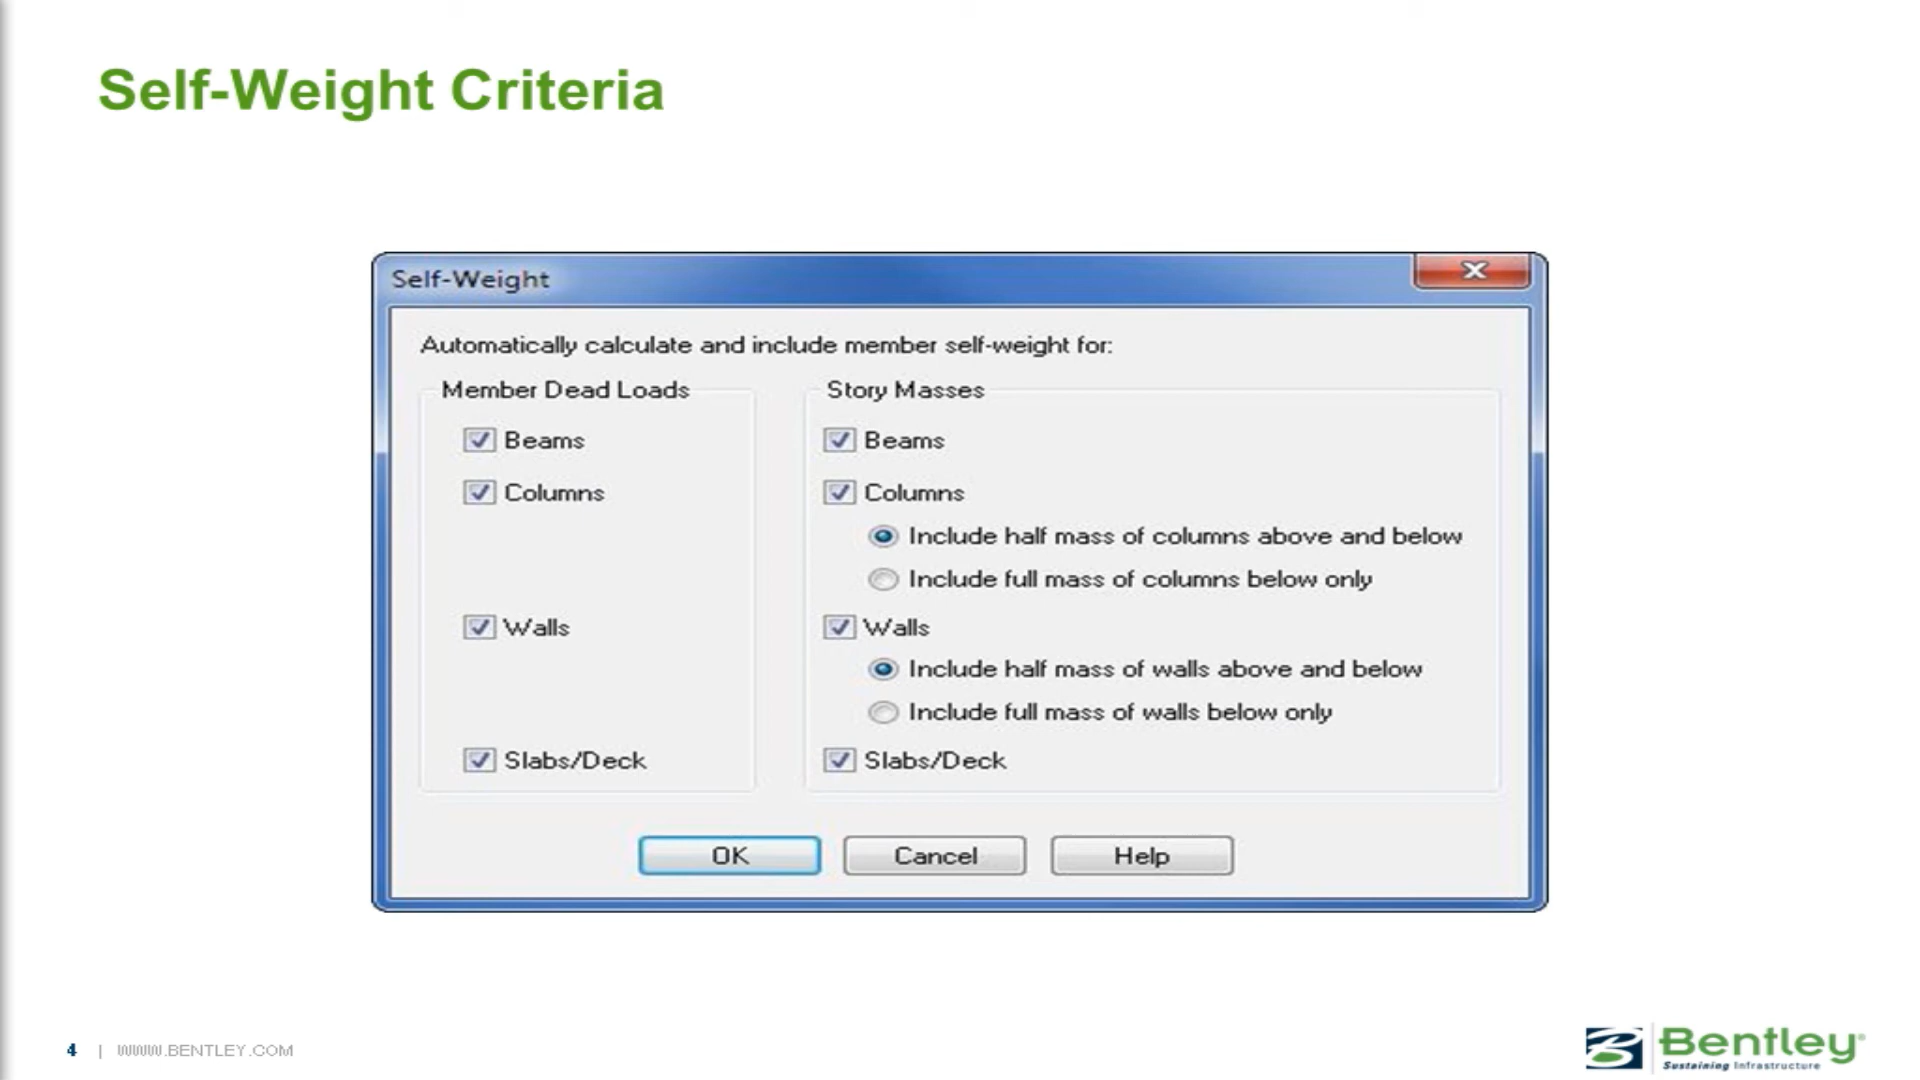 Self-Weight Criteria
Self-Weight
Automatically calculate and include member self-weight for:
Member Dead Loads
Beams
Columns
Walls
Slabs/Deck
Story Masses
Beams
Columns
Include half mass of columns above and below
Include full mass of columns below only
Walls
Include half mass of walls above and below
Include full mass of walls below only
Slabs/Deck
OK
Cancel
Help
4 | WWW.BENTLEY.COM
Bentley®
Sustaining Infrastructure